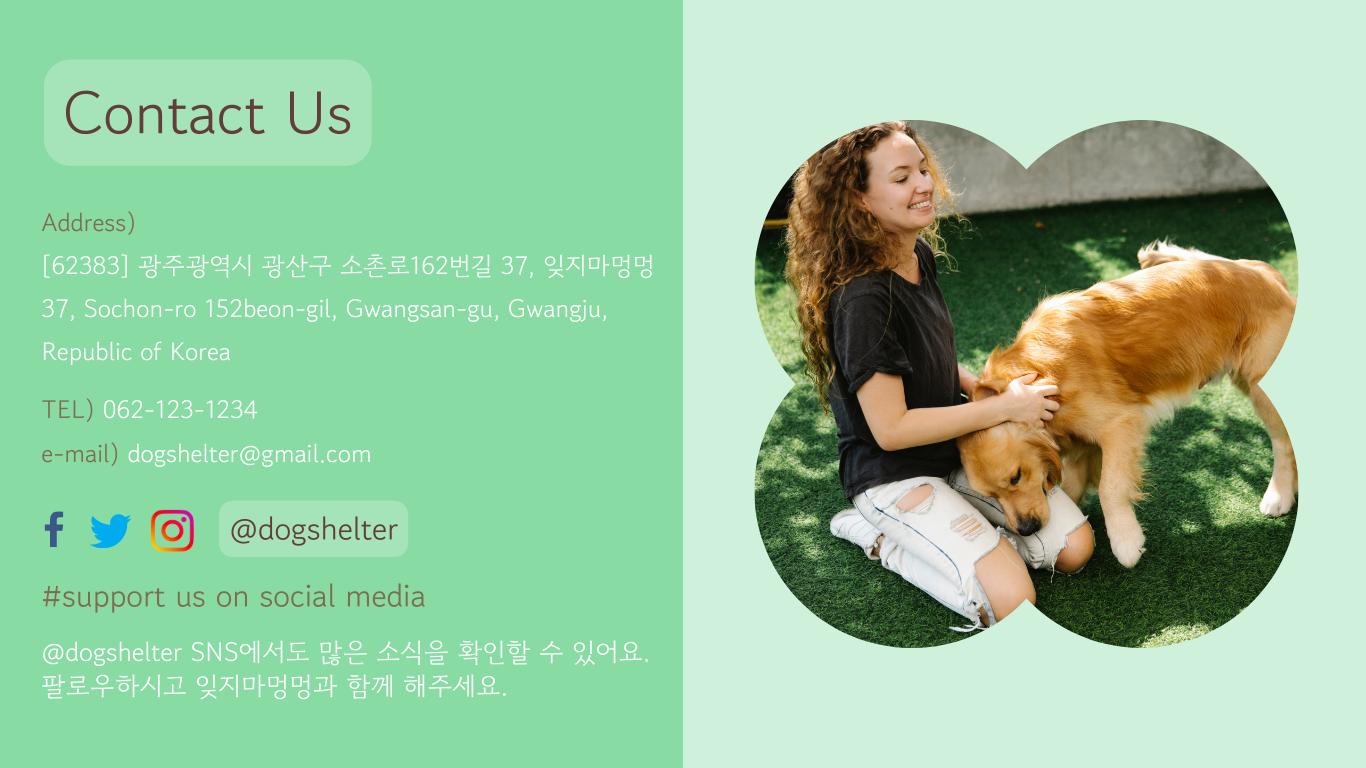 Contact Us
Address)
[62383] 광주광역시 광산구 소촌로162번길 37, 잊지마멍멍
37, Sochon-ro 152beon-gil, Gwangsan-gu, Gwangju,
Republic of Korea
TEL) 062-123-1234
e-mail) dogshelter@gmail.com
@dogshelter
#support us on social media
@dogshelter SNS에서도 많은 소식을 확인할 수 있어요.
팔로우하시고 잊지마멍멍과 함께 해주세요.